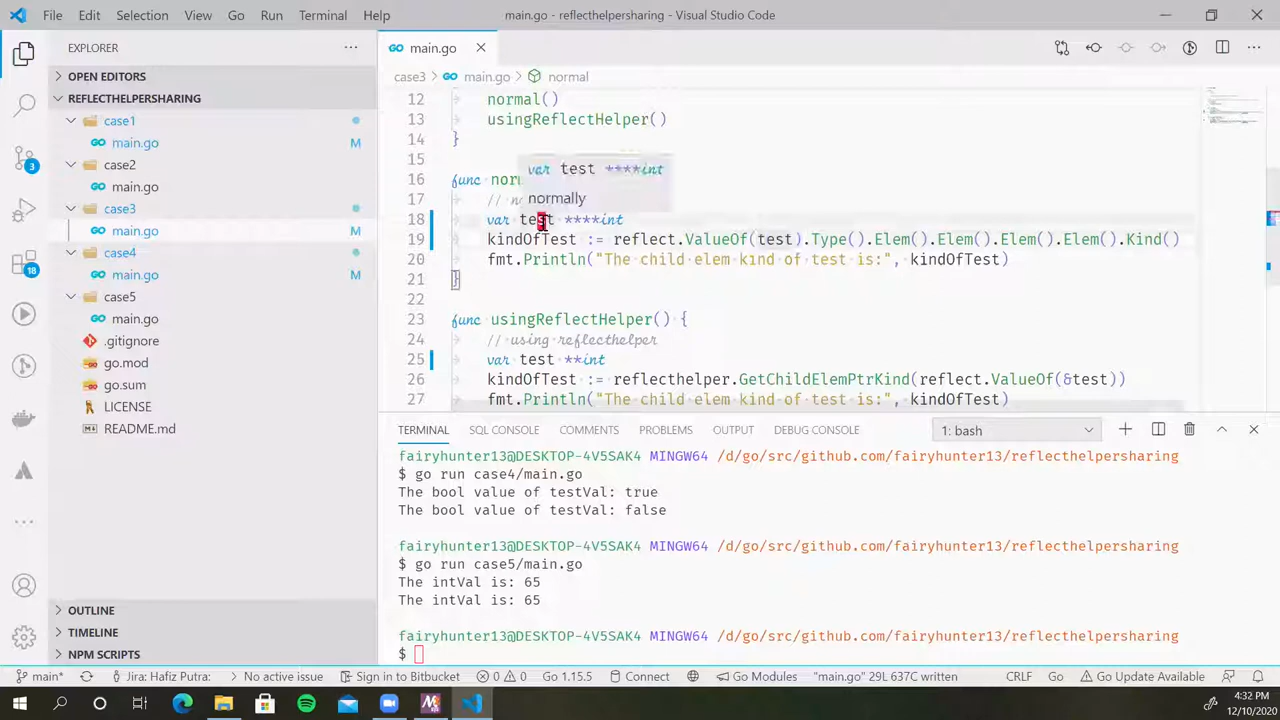 File Edit Selection View Go Run Terminal Help main.go - reflecthelpersharing - Visual Studio Code
EXPLORER
OPEN EDITORS
REFLECTHELPERSHARING
case1
main.go M
case2
main.go
case3
main.go M
case4
main.go M
case5
main.go
.gitignore
go.mod
go.sum
LICENSE
README.md
OUTLINE
TIMELINE
NPM SCRIPTS
3
18
main.go
case3 main.go normal
12 normal()
13 usingReflectHelper()
14 }
15
var test ****int
16 func nor
normally
17 // n
18 var test ****int
19 kindOfTest := reflect.ValueOf(test).Type().Elem().Elem().Elem().Elem().Kind()
20 fmt.Println("The child elem kind of test is:", kindOfTest)
21 }
22
23 func usingReflectHelper() {
24 // using reflecthelper
25 var test **int
26 kindOfTest := reflecthelper.GetChildElemPtrKind(reflect.ValueOf(&test))
27 fmt.Println("The child elem kind of test is:", kindOfTest)
TERMINAL SQL CONSOLE COMMENTS PROBLEMS OUTPUT DEBUG CONSOLE 1: bash
fairyhunter13@DESKTOP-4V5SAK4 MINGW64 /d/go/src/github.com/fairyhunter13/reflecthelpersharing
$ go run case4/main.go
The bool value of testVal: true
The bool value of testVal: false
fairyhunter13@DESKTOP-4V5SAK4 MINGW64 /d/go/src/github.com/fairyhunter13/reflecthelpersharing
$ go run case5/main.go
The intVal is: 65
The intVal is: 65
fairyhunter13@DESKTOP-4V5SAK4 MINGW64 /d/go/src/github.com/fairyhunter13/reflecthelpersharing
$
main* Jira: Hafiz Putra: No active issue Sign in to Bitbucket 0 0 Go 1.15.5 Connect Go Modules "main.go" 29L 637C written CRLF Go Go Update Available
4:32 PM
12/10/2020